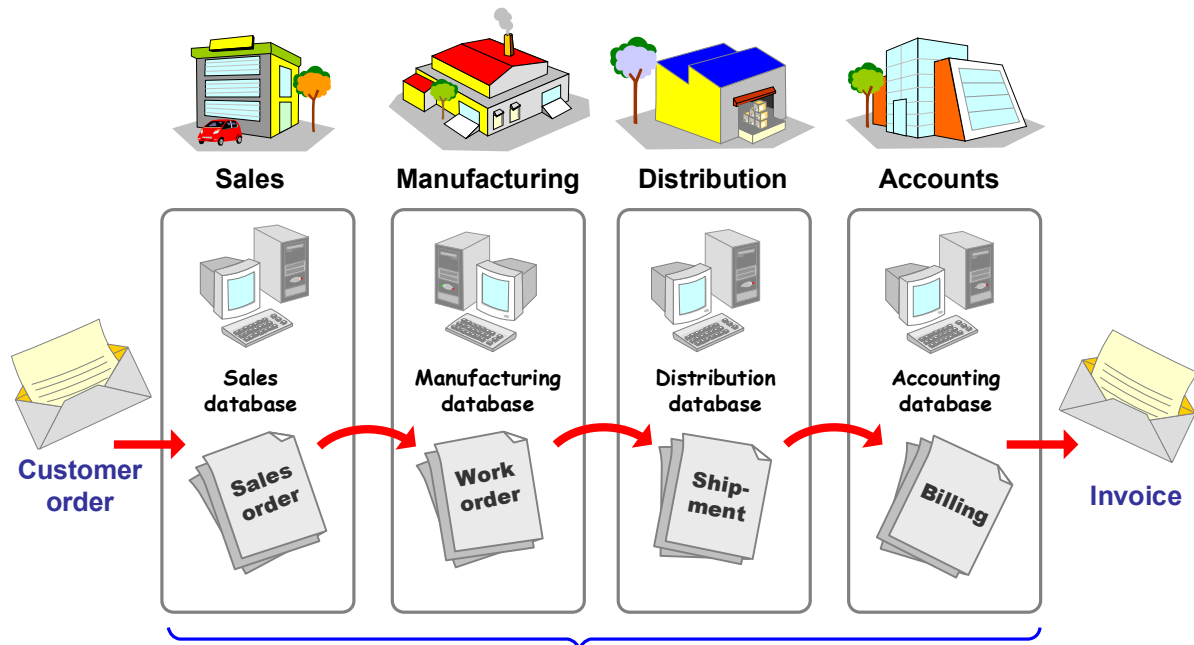 Sales
Manufacturing
Distribution
Accounts
Sales
database
Manufacturing
database
Distribution
database
Accounting
database
Customer
order
Sales
order
Work
order
Ship-
ment
Billing
Invoice